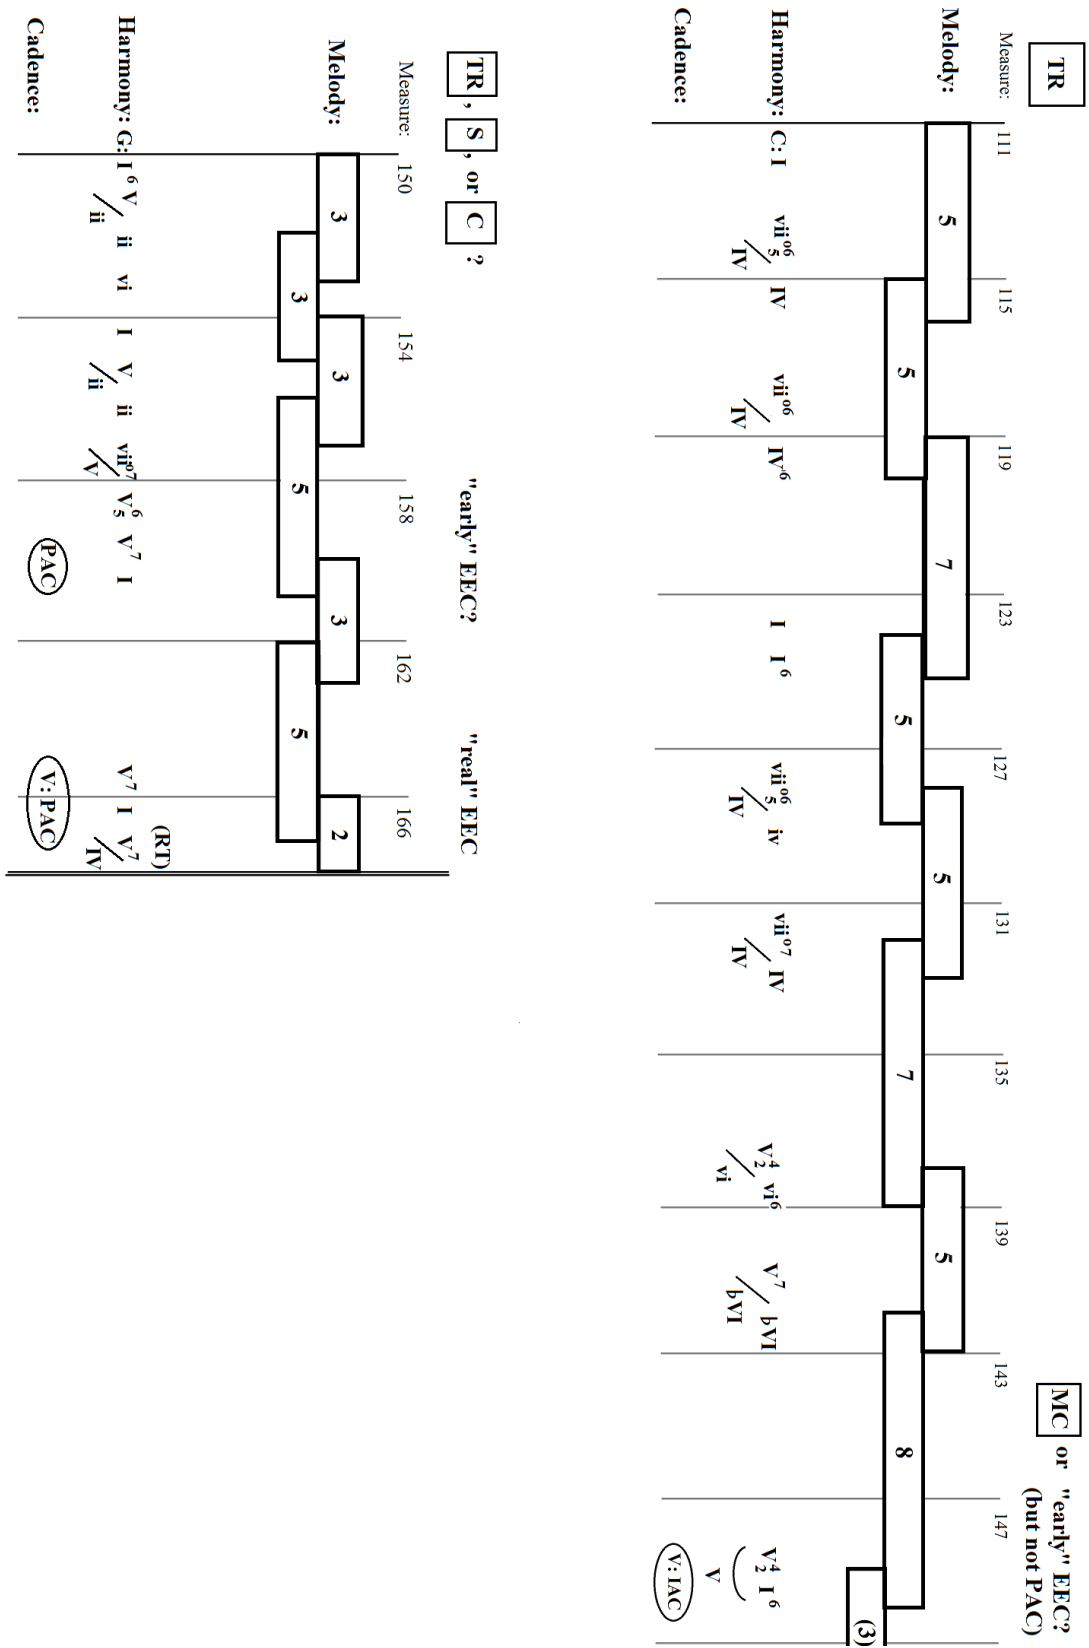 TR
MC or "early" EEC?
(but not PAC)
Measure: 111 115 119 123 127 131 135 139 143 147
Melody: 5 7 5 5
5 5 7 8
(3)
Harmony: C: I vii°6/5 / IV IV vii°6 / IV IV6 I I6 vii°6/5 / IV iv vii°7 / IV IV V4/2 / vi vi6 V7 / ♭VI ♭VI V4/2 I6
V
Cadence: V: IAC
TR , S , or C ? "early" EEC? "real" EEC
Measure: 150 154 158 162 166
Melody: 3 3 3 2
3 5 5
(RT)
Harmony: G: I6 V / ii ii vi I V / ii ii vii°7 / V V6/5 V7 I V7 I V7 / IV
Cadence: PAC V: PAC